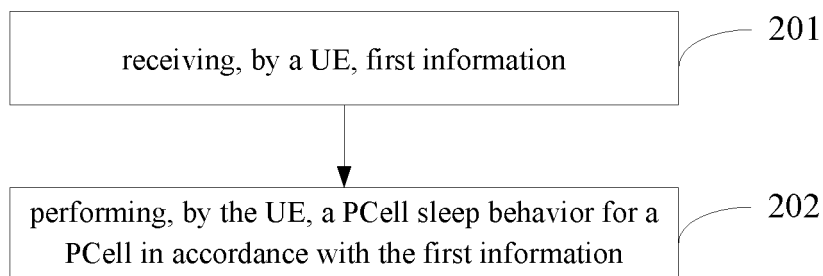 201
receiving, by a UE, first information
performing, by the UE, a PCell sleep behavior for a
PCell in accordance with the first information
202